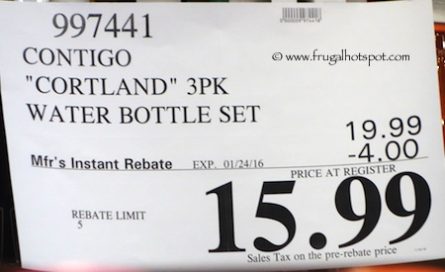 997441
© www.frugalhotspot.com
CONTIGO
"CORTLAND" 3PK
WATER BOTTLE SET
19.99
Mfr's Instant Rebate EXP. 01/24/16 -4.00
PRICE AT REGISTER
REBATE LIMIT
5
15.99
Sales Tax on the pre-rebate price